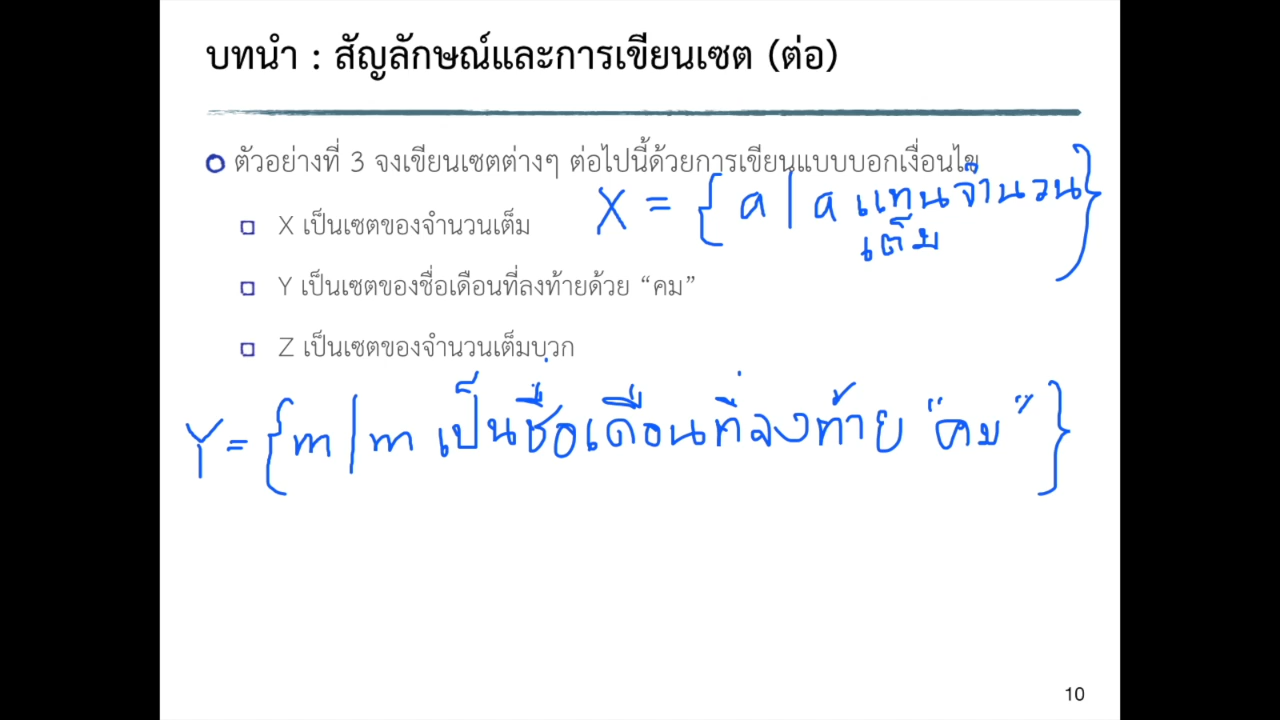 บทนำ : สัญลักษณ์และการเขียนเซต (ต่อ)
ตัวอย่างที่ 3 จงเขียนเซตต่างๆ ต่อไปนี้ด้วยการเขียนแบบบอกเงื่อนไข
X = {a | a แทนจำนวน
เต็ม}
X เป็นเซตของจำนวนเต็ม
Y เป็นเซตของชื่อเดือนที่ลงท้ายด้วย “คม”
Z เป็นเซตของจำนวนเต็มบวก
Y = {m | m เป็นชื่อเดือนที่ลงท้าย “คม”}
10